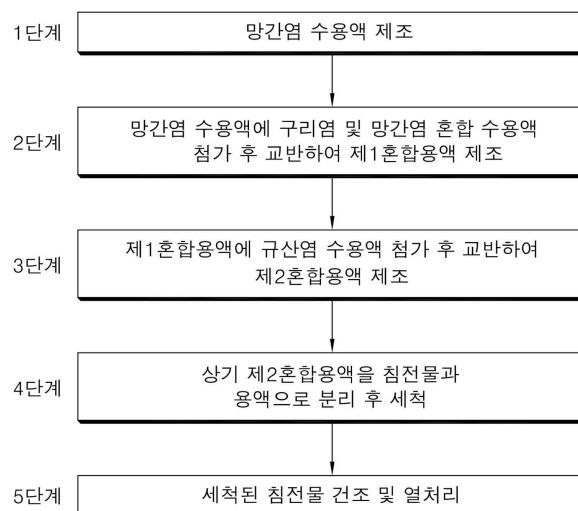 1단계
망간염 수용액 제조
2단계
망간염 수용액에 구리염 및 망간염 혼합 수용액
첨가 후 교반하여 제1혼합용액 제조
3단계
제1혼합용액에 규산염 수용액 첨가 후 교반하여
제2혼합용액 제조
4단계
상기 제2혼합용액을 침전물과
용액으로 분리 후 세척
5단계
세척된 침전물 건조 및 열처리